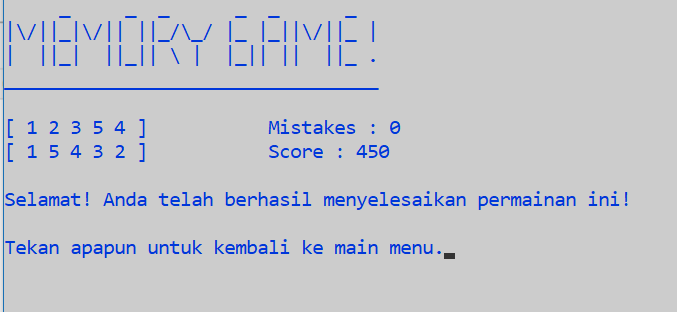 MEMORY GAME
[ 1 2 3 5 4 ] Mistakes : 0
[ 1 5 4 3 2 ] Score : 450
Selamat! Anda telah berhasil menyelesaikan permainan ini!
Tekan apapun untuk kembali ke main menu.